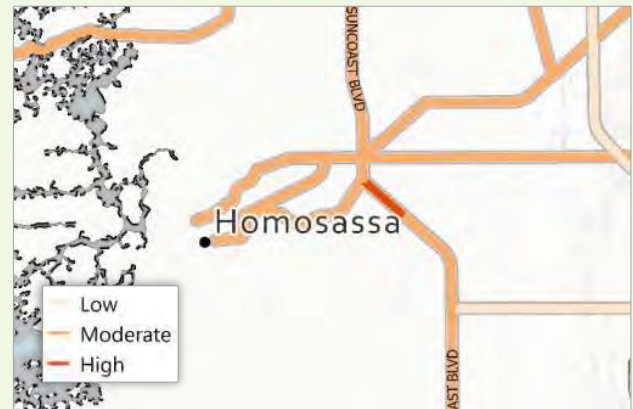 SUNCOAST BLVD
Homosassa
Low
Moderate
High
AST BLVD